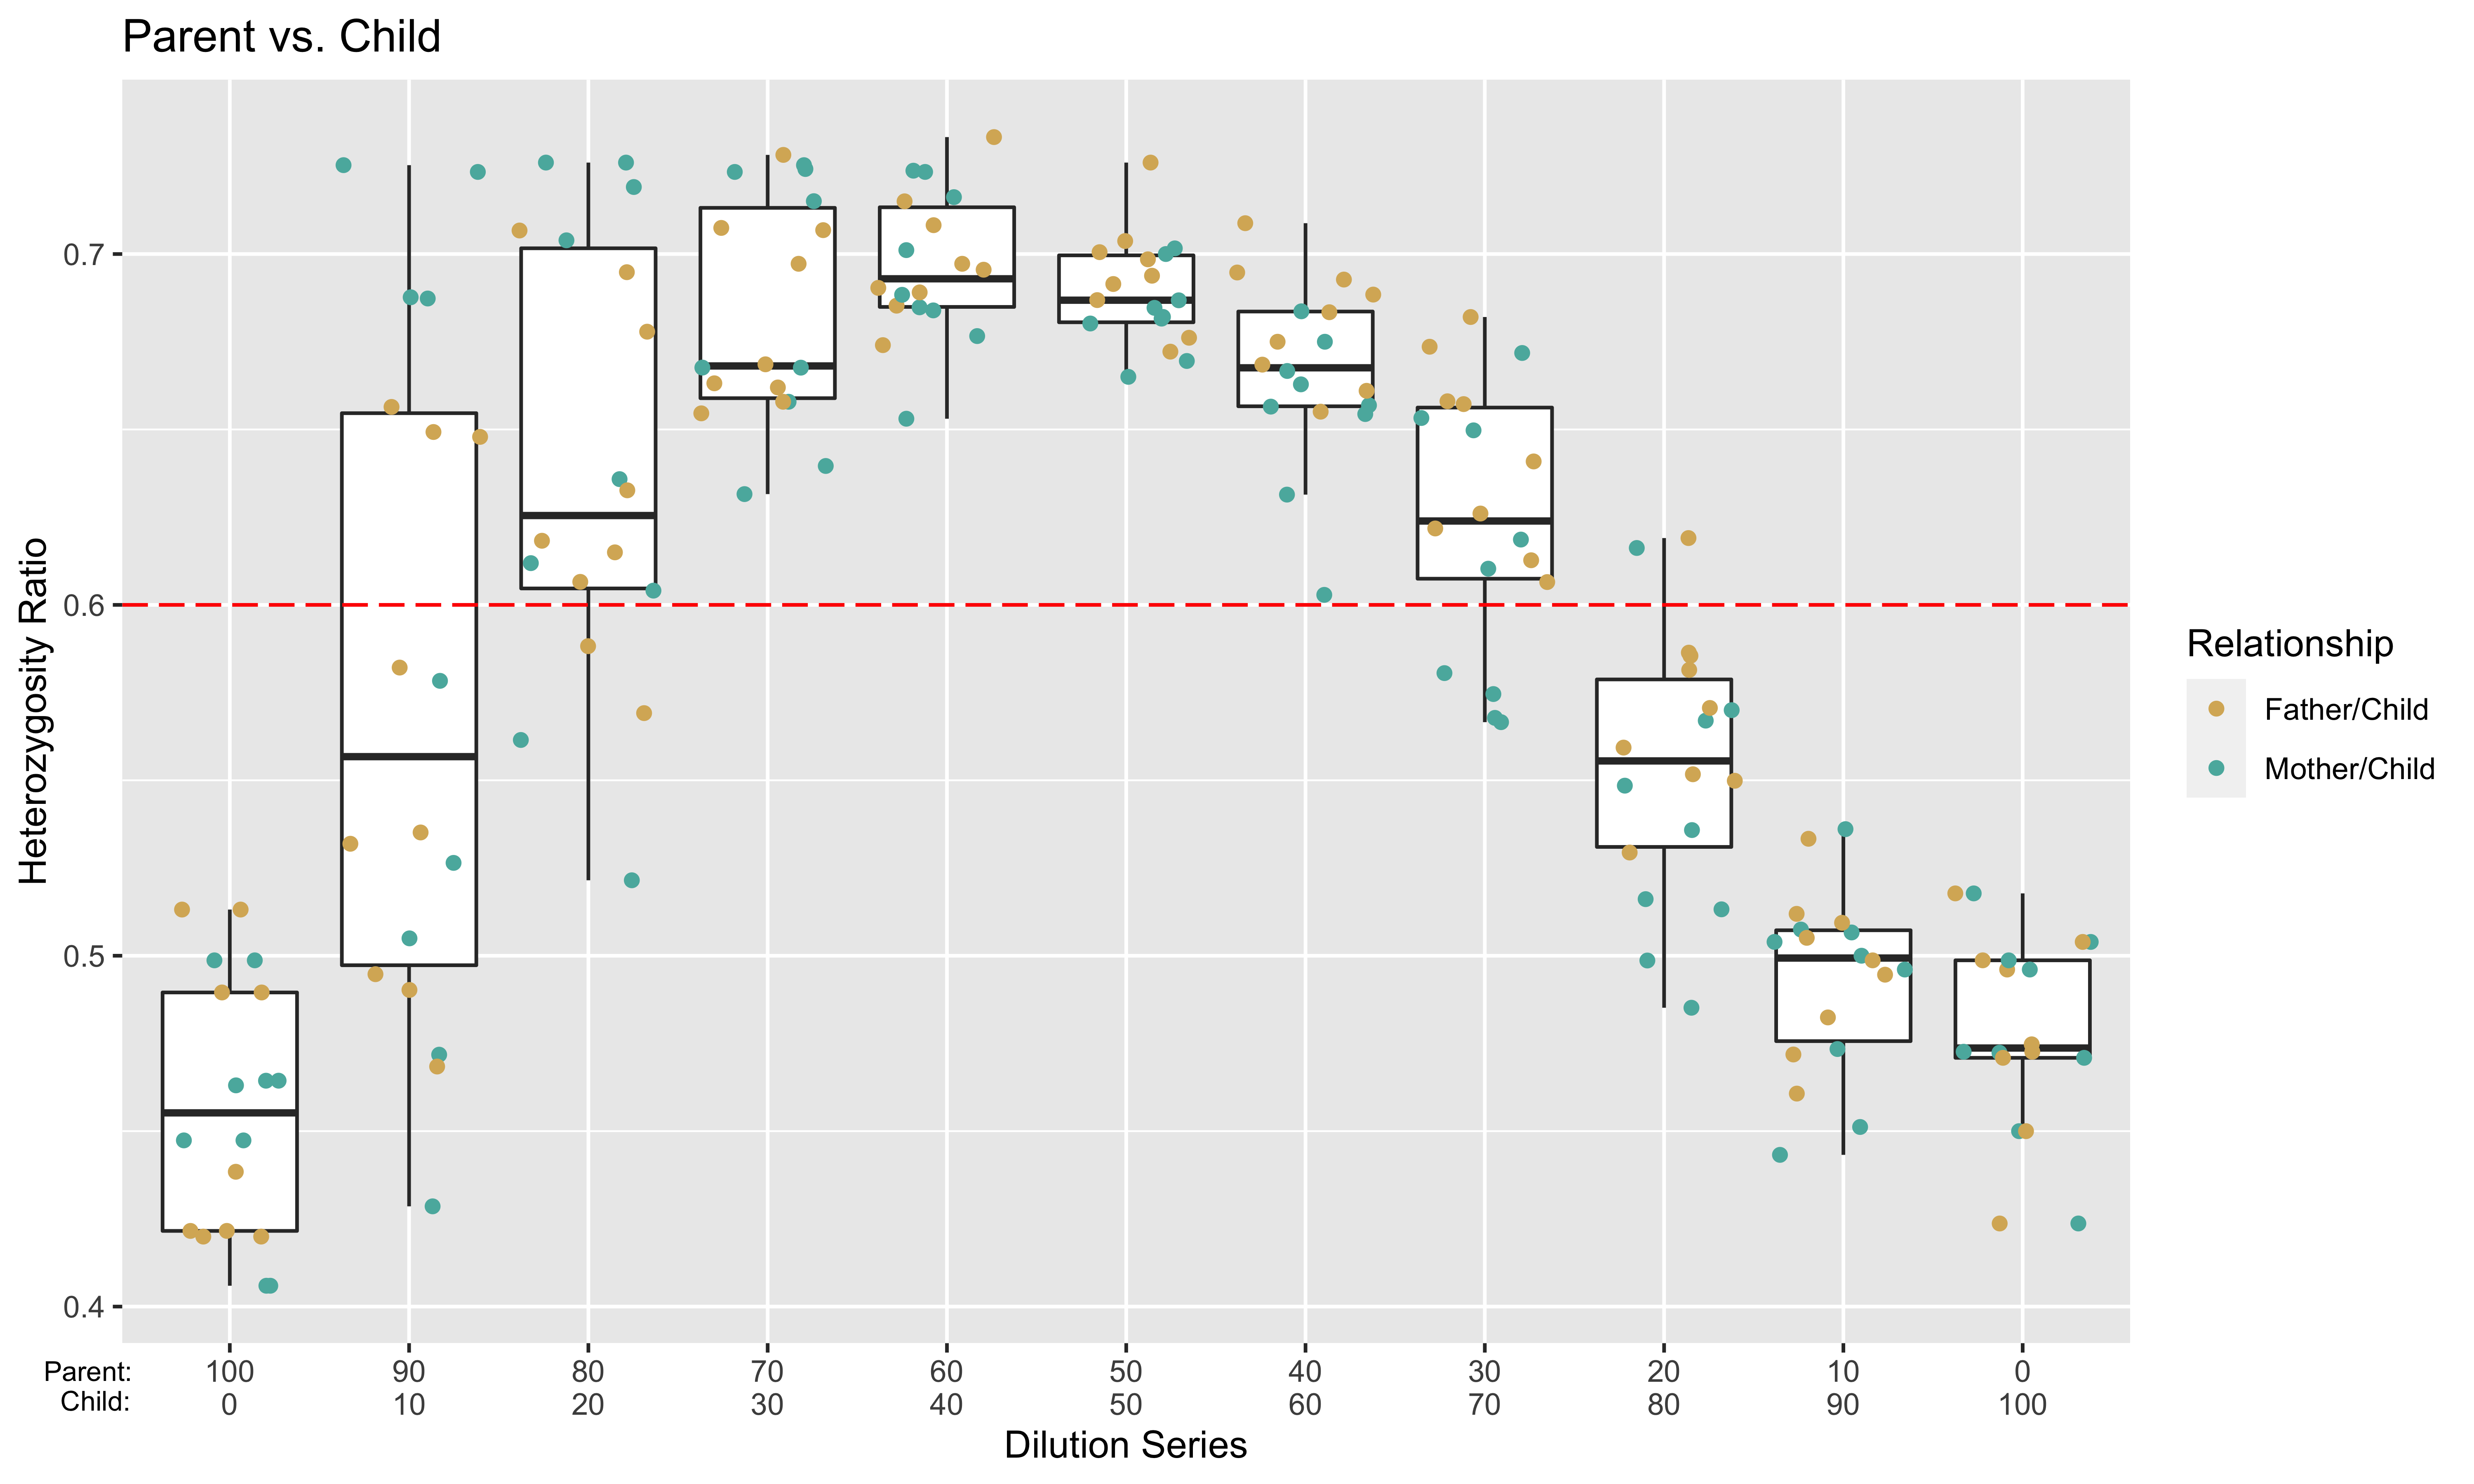 Parent vs. Child
Heterozygosity Ratio
0.7
0.6
0.5
0.4
Parent: 100 90 80 70 60 50 40 30 20 10 0
Child: 0 10 20 30 40 50 60 70 80 90 100
Dilution Series
Relationship
Father/Child
Mother/Child